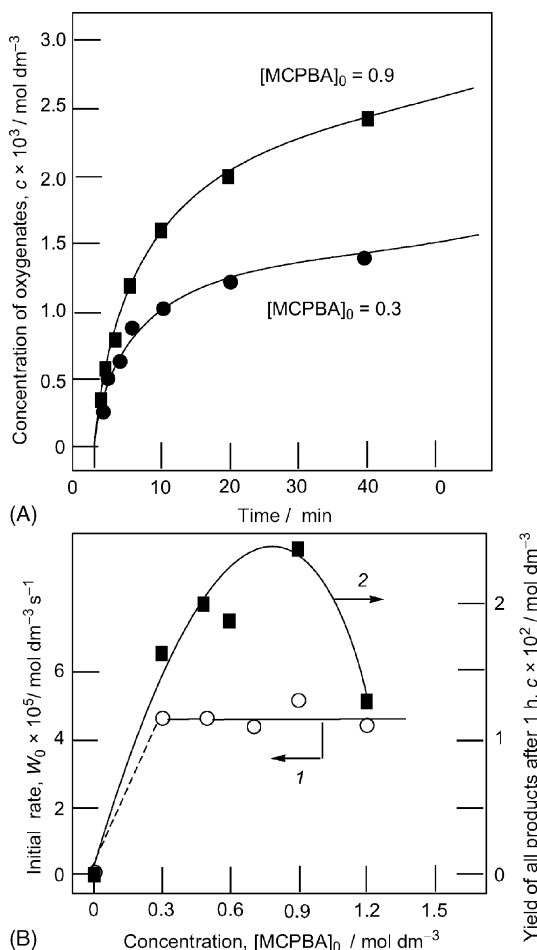 3.0
2.5
2.0
1.5
1.0
0.5
0
Concentration of oxygenates, c × 10³ / mol dm⁻³
[MCPBA]₀ = 0.9
[MCPBA]₀ = 0.3
0 10 20 30 40 0
Time / min
(A)
6
4
2
0
Initial rate, W₀ × 10⁵/ mol dm⁻³ s⁻¹
2
1
2
1
0
Yield of all products after 1 h, c × 10² / mol dm⁻³
0 0.3 0.6 0.9 1.2 1.5
Concentration, [MCPBA]₀ / mol dm⁻³
(B)